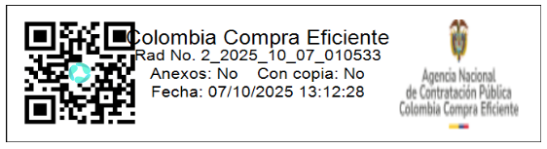 Colombia Compra Eficiente
Rad No. 2_2025_10_07_010533
Anexos: No Con copia: No
Fecha: 07/10/2025 13:12:28
Agencia Nacional
de Contratación Pública
Colombia Compra Eficiente